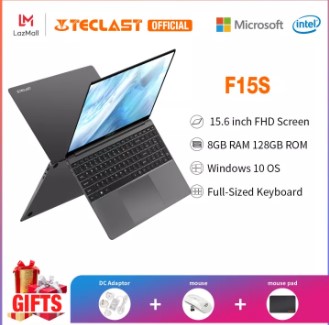 LM
LazMall
TECLAST OFFICIAL
Microsoft
intel
F15S
15.6 inch FHD Screen
8GB RAM 128GB ROM
Windows 10 OS
Full-Sized Keyboard
GIFTS
DC Adaptor
+
mouse
+
mouse pad